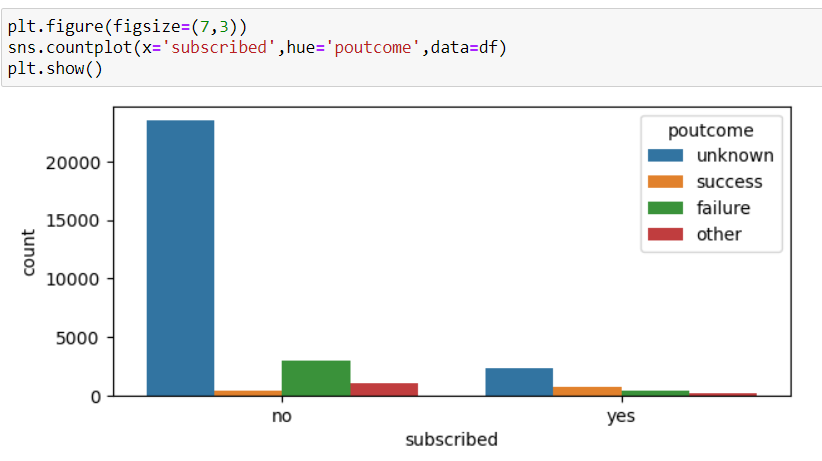 plt.figure(figsize=(7,3))
sns.countplot(x='subscribed',hue='poutcome',data=df)
plt.show()
poutcome
unknown
success
failure
other
20000
15000
10000
5000
0
count
no yes
subscribed